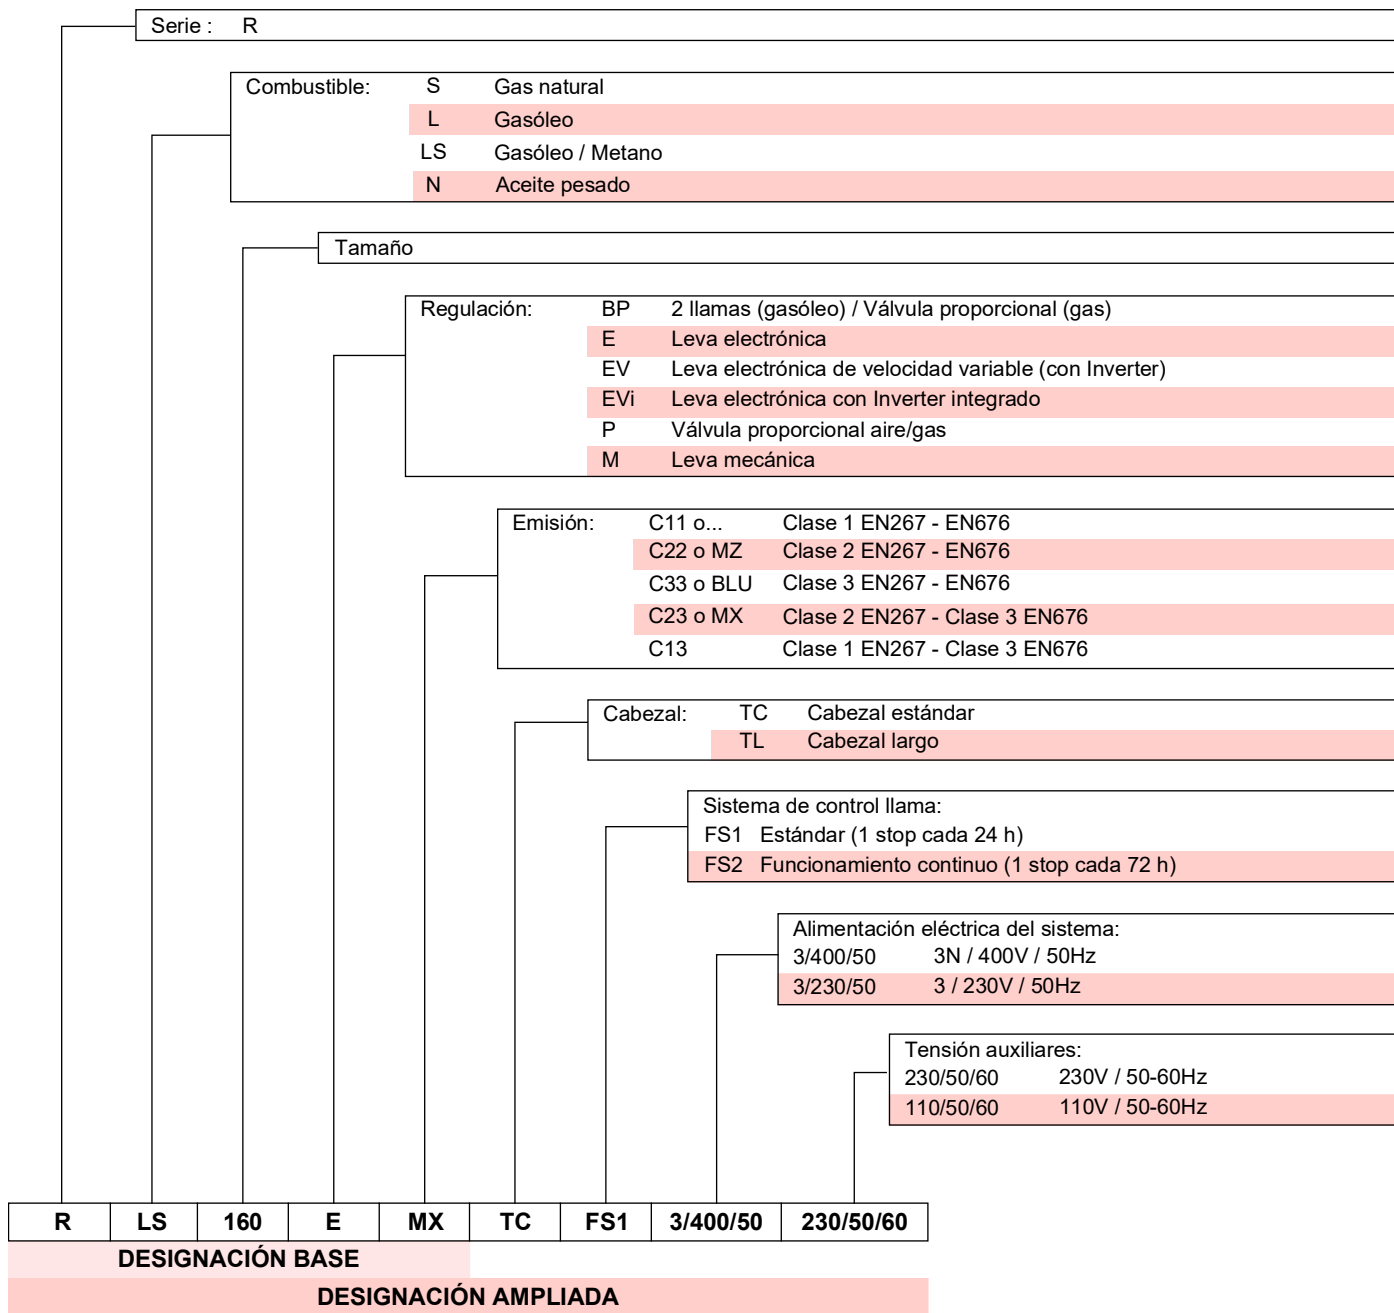 Serie : R
Combustible: S Gas natural
L Gasóleo
LS Gasóleo / Metano
N Aceite pesado
Tamaño
Regulación: BP 2 llamas (gasóleo) / Válvula proporcional (gas)
E Leva electrónica
EV Leva electrónica de velocidad variable (con Inverter)
EVi Leva electrónica con Inverter integrado
P Válvula proporcional aire/gas
M Leva mecánica
Emisión: C11 o... Clase 1 EN267 - EN676
C22 o MZ Clase 2 EN267 - EN676
C33 o BLU Clase 3 EN267 - EN676
C23 o MX Clase 2 EN267 - Clase 3 EN676
C13 Clase 1 EN267 - Clase 3 EN676
Cabezal: TC Cabezal estándar
TL Cabezal largo
Sistema de control llama:
FS1 Estándar (1 stop cada 24 h)
FS2 Funcionamiento continuo (1 stop cada 72 h)
Alimentación eléctrica del sistema:
3/400/50 3N / 400V / 50Hz
3/230/50 3 / 230V / 50Hz
Tensión auxiliares:
230/50/60 230V / 50-60Hz
110/50/60 110V / 50-60Hz
R LS 160 E MX TC FS1 3/400/50 230/50/60
DESIGNACIÓN BASE
DESIGNACIÓN AMPLIADA